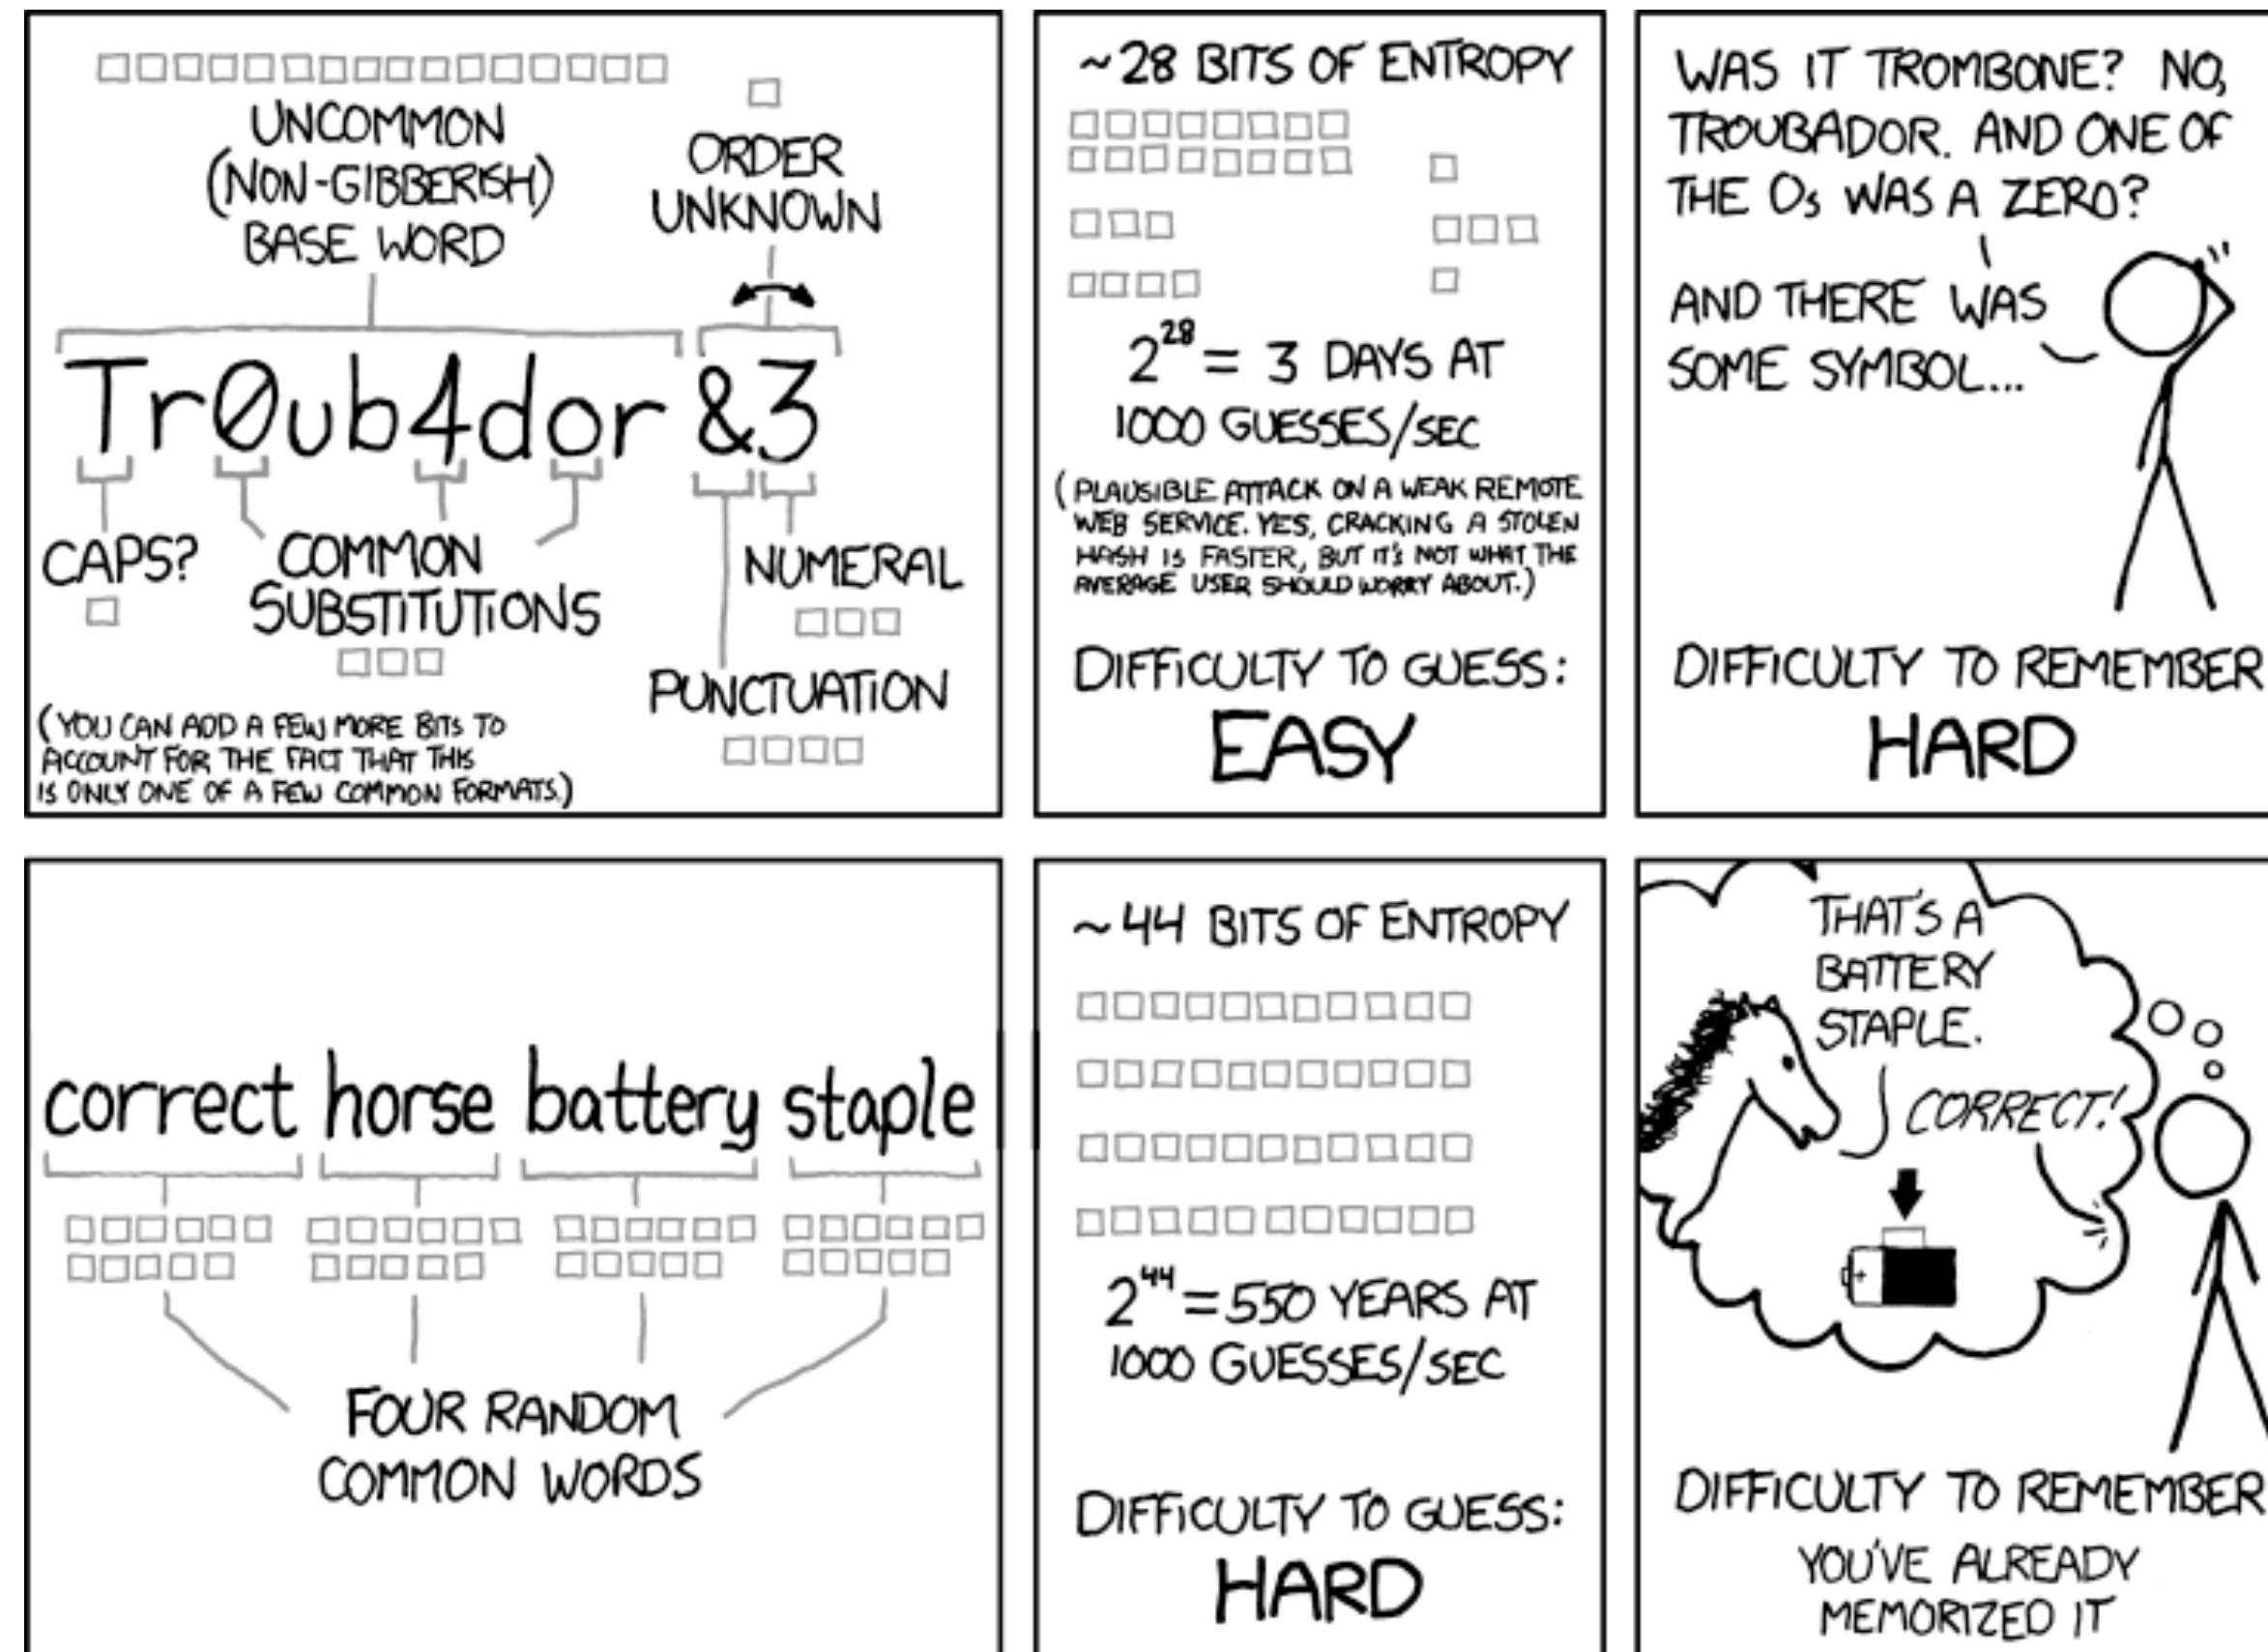 UNCOMMON
(NON-GIBBERISH)
BASE WORD
ORDER
UNKNOWN
Tr0ub4dor &3
CAPS?
COMMON
SUBSTITUTIONS
NUMERAL
PUNCTUATION
(YOU CAN ADD A FEW MORE BITS TO
ACCOUNT FOR THE FACT THAT THIS
IS ONLY ONE OF A FEW COMMON FORMATS.)
~28 BITS OF ENTROPY
2^28 = 3 DAYS AT
1000 GUESSES/SEC
(PLAUSIBLE ATTACK ON A WEAK REMOTE
WEB SERVICE. YES, CRACKING A STOLEN
HASH IS FASTER, BUT IT'S NOT WHAT THE
AVERAGE USER SHOULD WORRY ABOUT.)
DIFFICULTY TO GUESS:
EASY
WAS IT TROMBONE? NO,
TROUBADOR. AND ONE OF
THE Os WAS A ZERO?
AND THERE WAS
SOME SYMBOL...
DIFFICULTY TO REMEMBER
HARD
correct horse battery staple
FOUR RANDOM
COMMON WORDS
~44 BITS OF ENTROPY
2^44 = 550 YEARS AT
1000 GUESSES/SEC
DIFFICULTY TO GUESS:
HARD
THAT'S A
BATTERY
STAPLE.
CORRECT!
+
DIFFICULTY TO REMEMBER
YOU'VE ALREADY
MEMORIZED IT